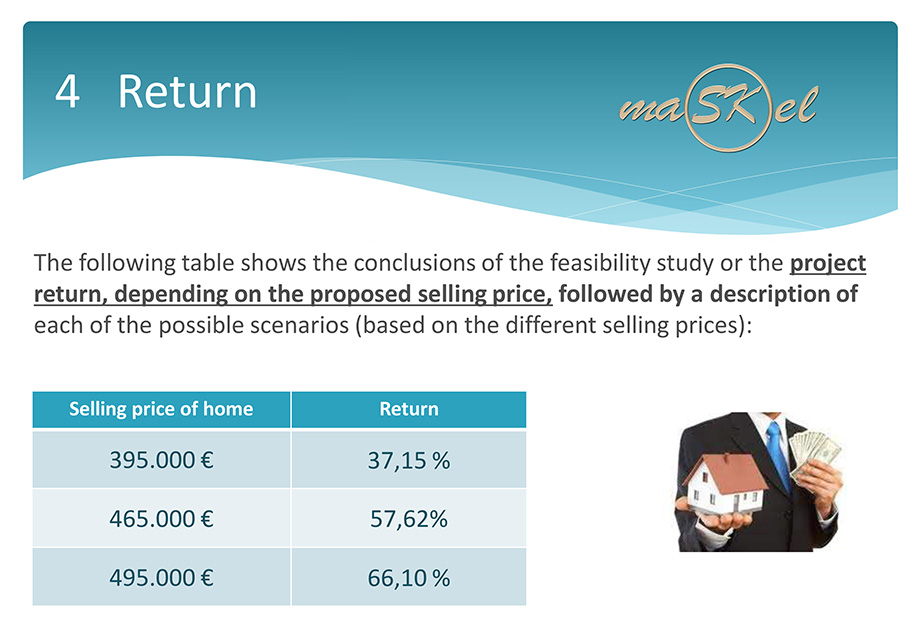 4 Return
maSKel
The following table shows the conclusions of the feasibility study or the project
return, depending on the proposed selling price, followed by a description of
each of the possible scenarios (based on the different selling prices):
Selling price of home Return
395.000 € 37,15 %
465.000 € 57,62%
495.000 € 66,10 %